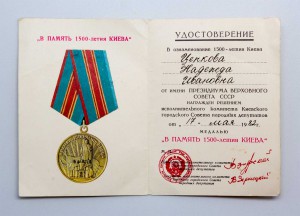 "В ПАМЯТЬ 1500-летия КИЕВА"
УДОСТОВЕРЕНИЕ
В ознаменование 1500-летия Киева
Надежда
Ивановна
от имени ПРЕЗИДИУМА ВЕРХОВНОГО
СОВЕТА СССР
НАГРАЖДЕН РЕШЕНИЕМ
исполнительного комитета Киевского
городского Совета народных депутатов
от "17" мая 1982 г.
МЕДАЛЬЮ
"В ПАМЯТЬ 1500-летия КИЕВА"